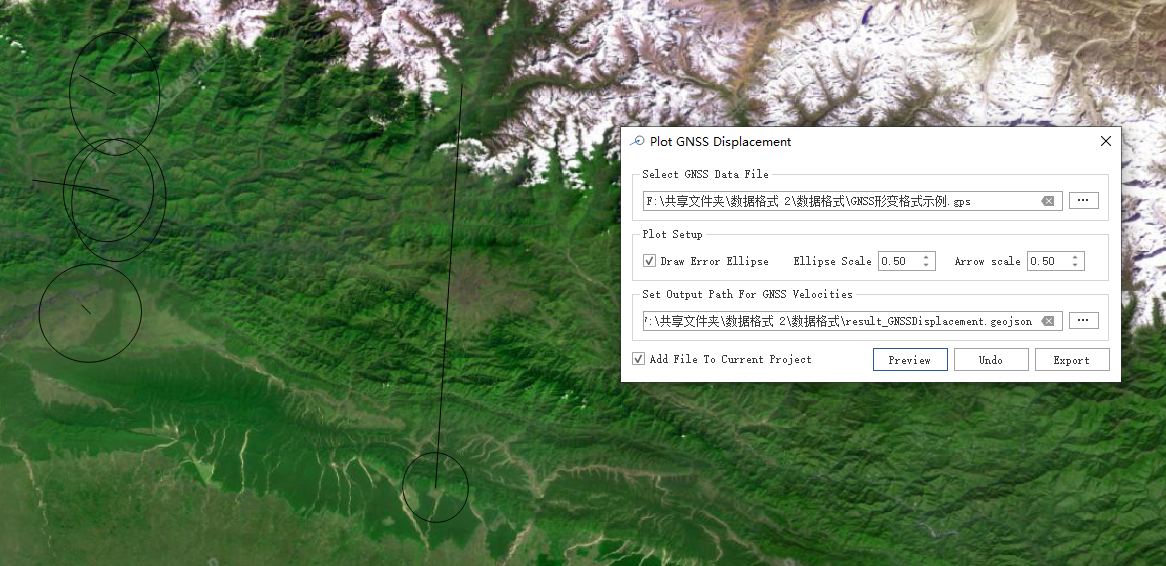 Plot GNSS Displacement
Select GNSS Data File
F:\共享文件夹\数据格式 2\数据格式\GNSS形变格式示例.gps
...
Plot Setup
Draw Error Ellipse Ellipse Scale 0.50 Arrow scale 0.50
Set Output Path For GNSS Velocities
:\共享文件夹\数据格式 2\数据格式\result_GNSSDisplacement.geojson
...
Add File To Current Project Preview Undo Export